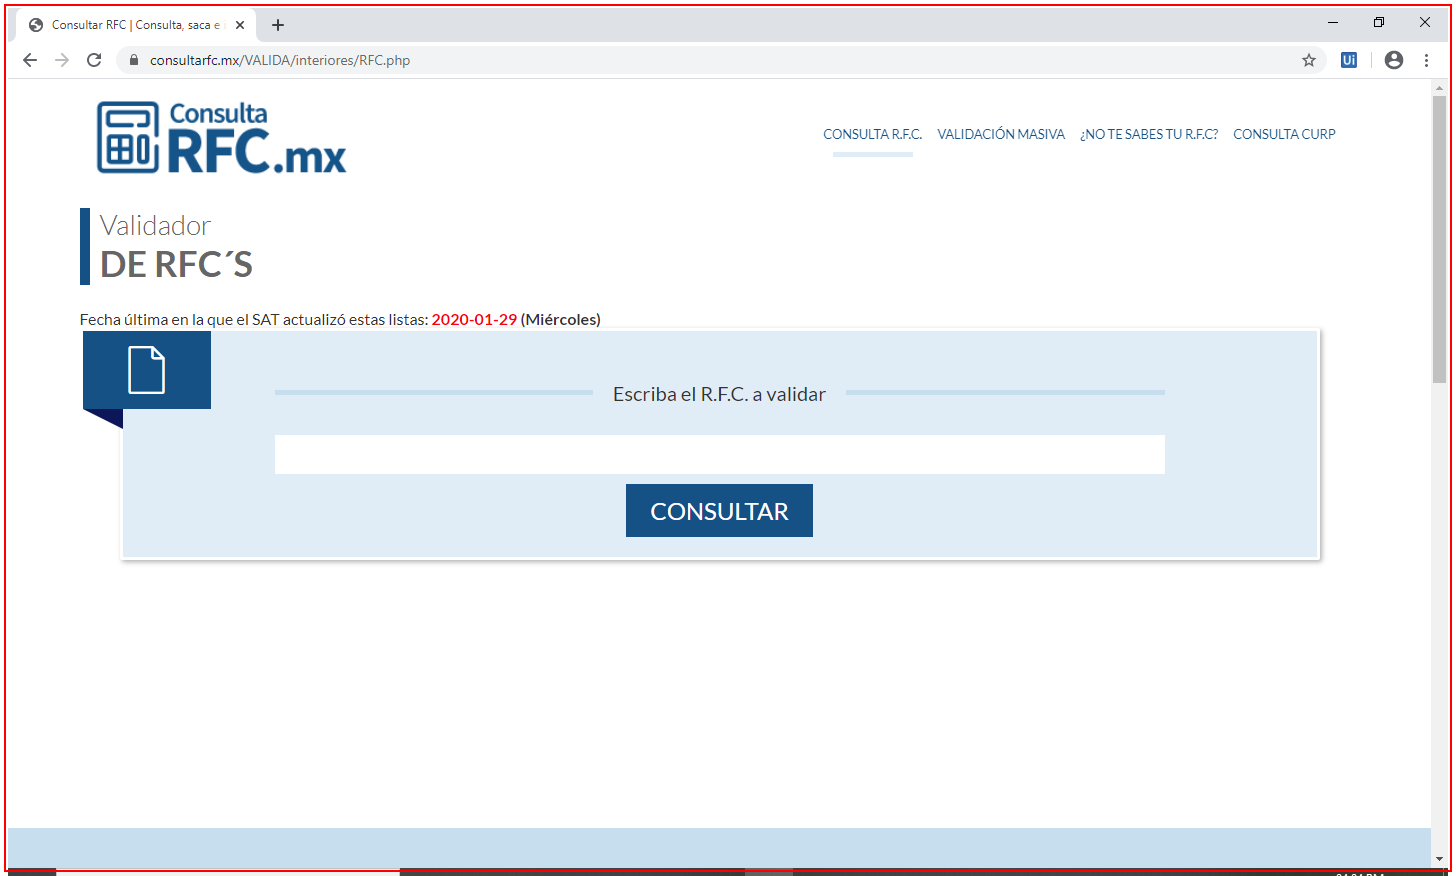 Consultar RFC | Consulta, saca e
consultarfc.mx/VALIDA/interiores/RFC.php
Ui
Consulta
RFC.mx
CONSULTA R.F.C. VALIDACIÓN MASIVA ¿NO TE SABES TU R.F.C? CONSULTA CURP
Validador
DE RFC´S
Fecha última en la que el SAT actualizó estas listas: 2020-01-29 (Miércoles)
Escriba el R.F.C. a validar
CONSULTAR